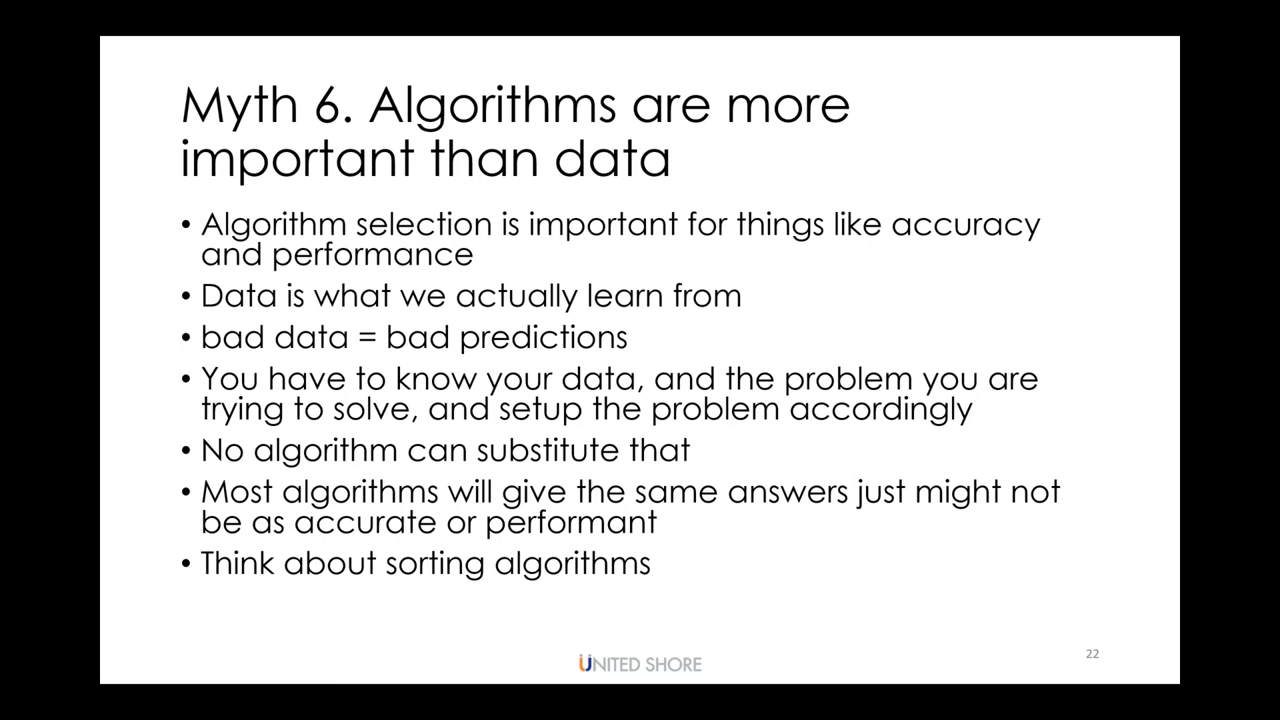 Myth 6. Algorithms are more
important than data
• Algorithm selection is important for things like accuracy
and performance
• Data is what we actually learn from
• bad data = bad predictions
• You have to know your data, and the problem you are
trying to solve, and setup the problem accordingly
• No algorithm can substitute that
• Most algorithms will give the same answers just might not
be as accurate or performant
• Think about sorting algorithms
UNITED SHORE
22